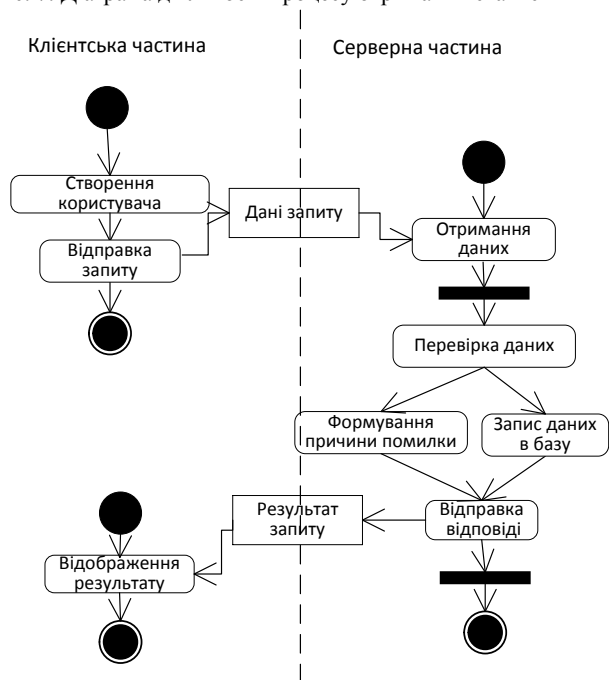 Клієнтська частина
Серверна частина
Створення
користувача
Дані запиту
Отримання
даних
Відправка
запиту
Перевірка даних
Формування
причини помилки
Запис даних
в базу
Результат
запиту
Відправка
відповіді
Відображення
результату